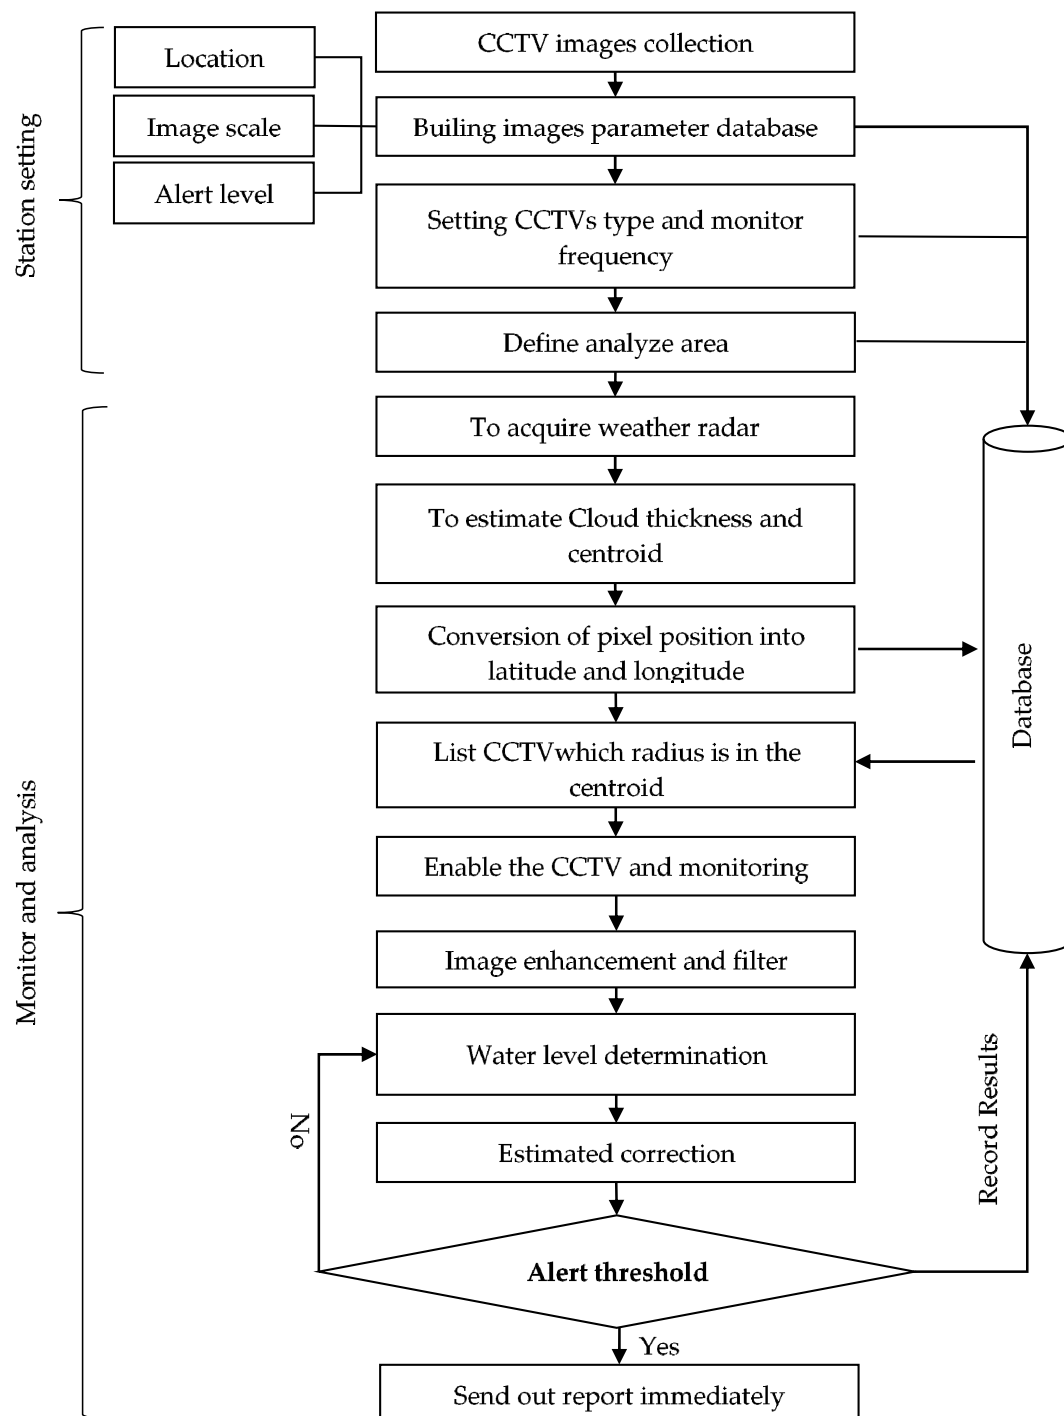 Station setting
Location
Image scale
Alert level
CCTV images collection
Builing images parameter database
Setting CCTVs type and monitor
frequency
Define analyze area
Monitor and analysis
To acquire weather radar
To estimate Cloud thickness and
centroid
Conversion of pixel position into
latitude and longitude
List CCTVwhich radius is in the
centroid
Enable the CCTV and monitoring
Image enhancement and filter
Water level determination
Estimated correction
No
Alert threshold
Yes
Send out report immediately
Database
Record Results